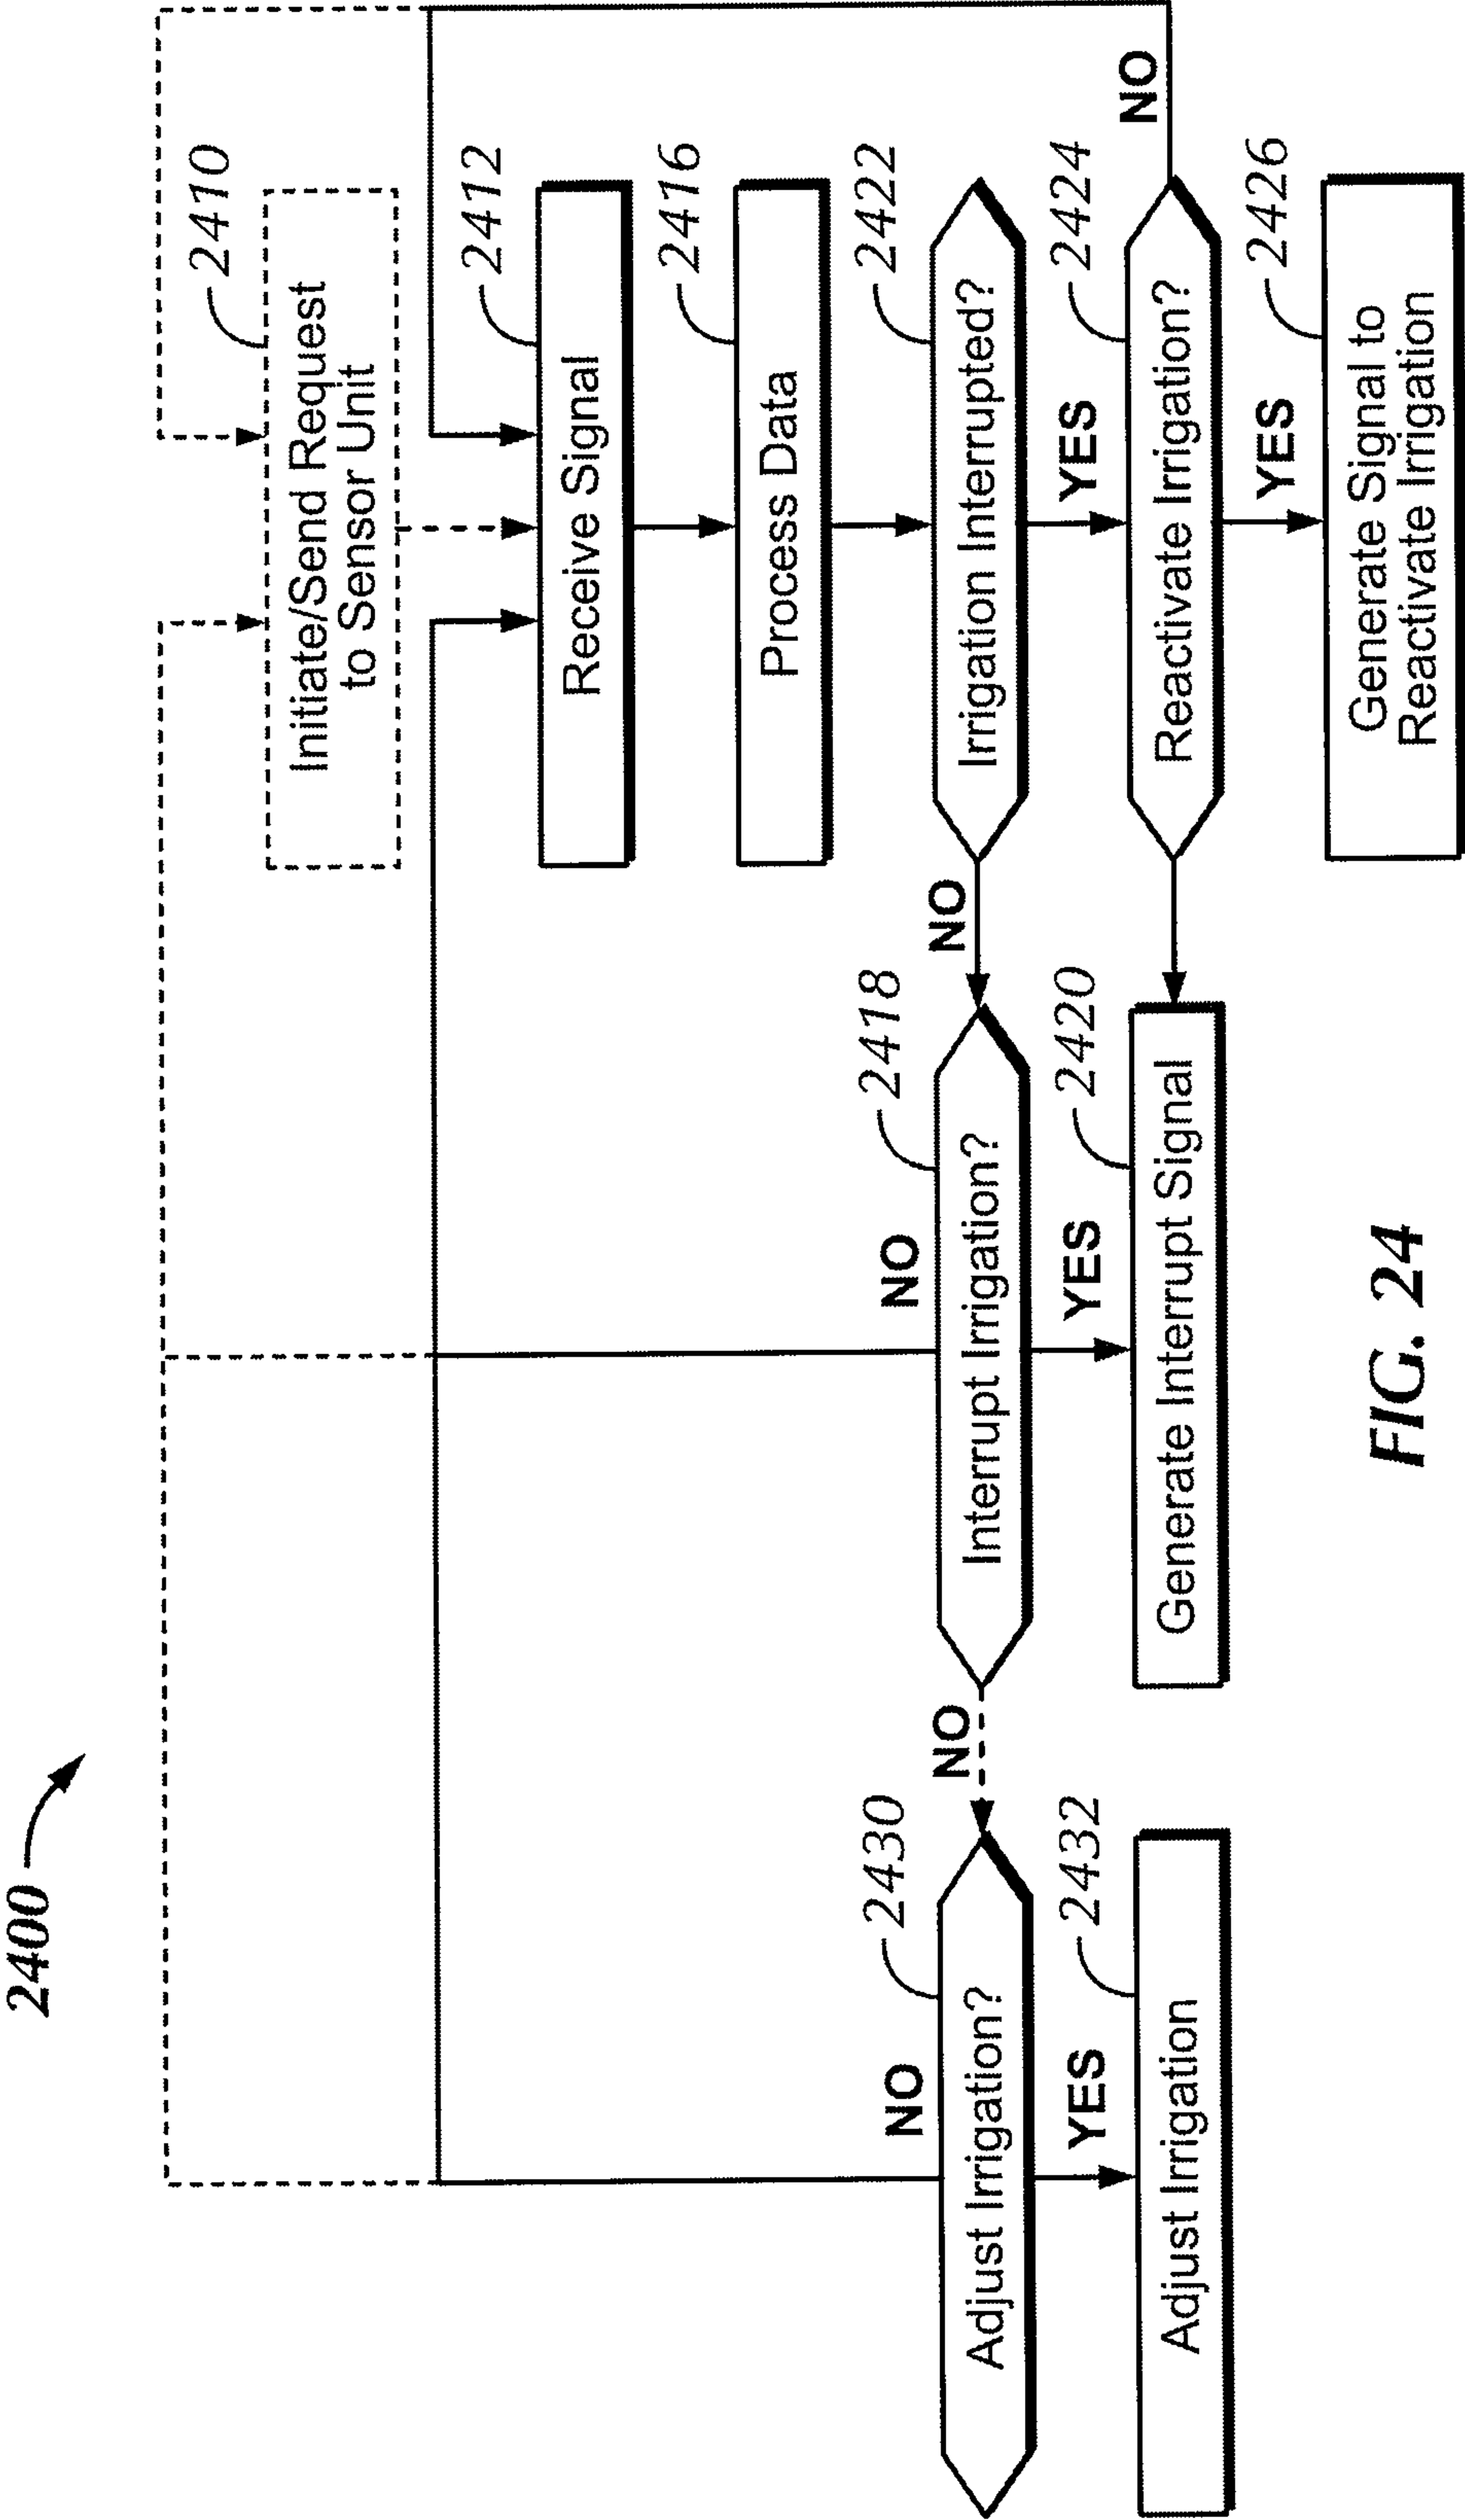 2400
2410
Initiate/Send Request
to Sensor Unit
2412
Receive Signal
2416
Process Data
2422
Irrigation Interrupted?
NO
YES
2424
Reactivate Irrigation?
NO
YES
2426
Generate Signal to
Reactivate Irrigation
2418
Interrupt Irrigation?
NO
NO
YES
2420
Generate Interrupt Signal
2430
Adjust Irrigation?
NO
YES
2432
Adjust Irrigation
FIG. 24